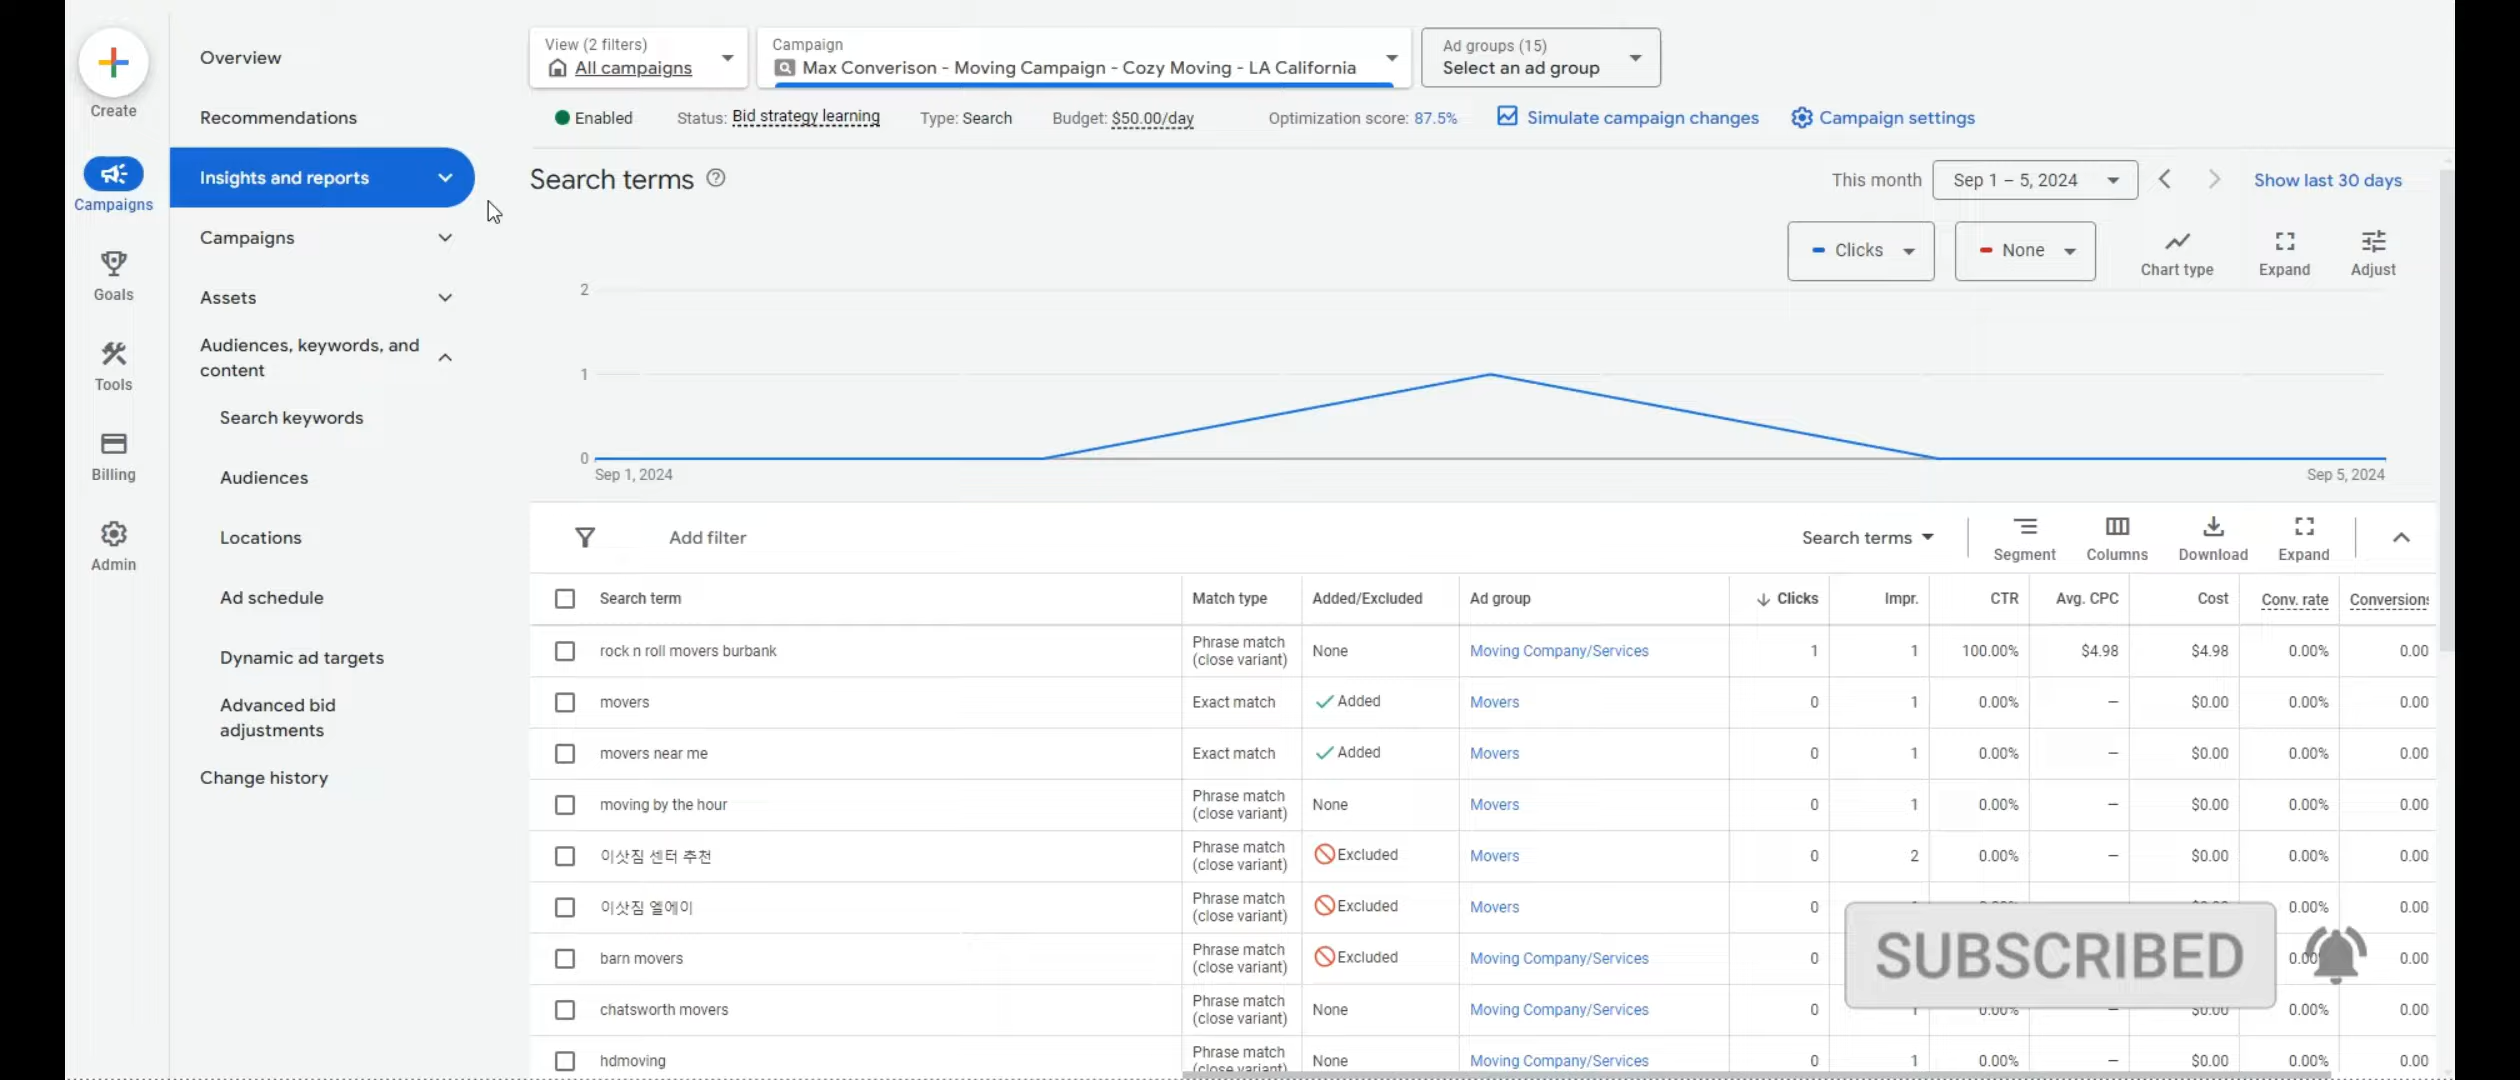 Create
Campaigns
Goals
Tools
Billing
Admin
Overview
Recommendations
Insights and reports
Campaigns
Assets
Audiences, keywords, and
content
Search keywords
Audiences
Locations
Ad schedule
Dynamic ad targets
Advanced bid
adjustments
Change history
View (2 filters)
All campaigns
Campaign
Max Converison - Moving Campaign - Cozy Moving - LA California
Ad groups (15)
Select an ad group
Enabled Status: Bid strategy learning Type: Search Budget: $50.00/day Optimization score: 87.5% Simulate campaign changes Campaign settings
Search terms
This month Sep 1 – 5, 2024 Show last 30 days
Clicks None Chart type Expand Adjust
2
1
0
Sep 1, 2024 Sep 5, 2024
Add filter Search terms Segment Columns Download Expand
Search term Match type Added/Excluded Ad group Clicks Impr. CTR Avg. CPC Cost Conv. rate Conversions
rock n roll movers burbank Phrase match (close variant) None Moving Company/Services 1 1 100.00% $4.98 $4.98 0.00% 0.00
movers Exact match Added Movers 0 1 0.00% – $0.00 0.00% 0.00
movers near me Exact match Added Movers 0 1 0.00% – $0.00 0.00% 0.00
moving by the hour Phrase match (close variant) None Movers 0 1 0.00% – $0.00 0.00% 0.00
이삿짐 센터 추천 Phrase match (close variant) Excluded Movers 0 2 0.00% – $0.00 0.00% 0.00
이삿짐 엘에이 Phrase match (close variant) Excluded Movers 0 0.00% 0.00
barn movers Phrase match (close variant) Excluded Moving Company/Services 0 0.00
SUBSCRIBED
chatsworth movers Phrase match (close variant) None Moving Company/Services 0 1 0.00% – $0.00 0.00% 0.00
hdmoving Phrase match (close variant) None Moving Company/Services 0 1 0.00% – $0.00 0.00% 0.00